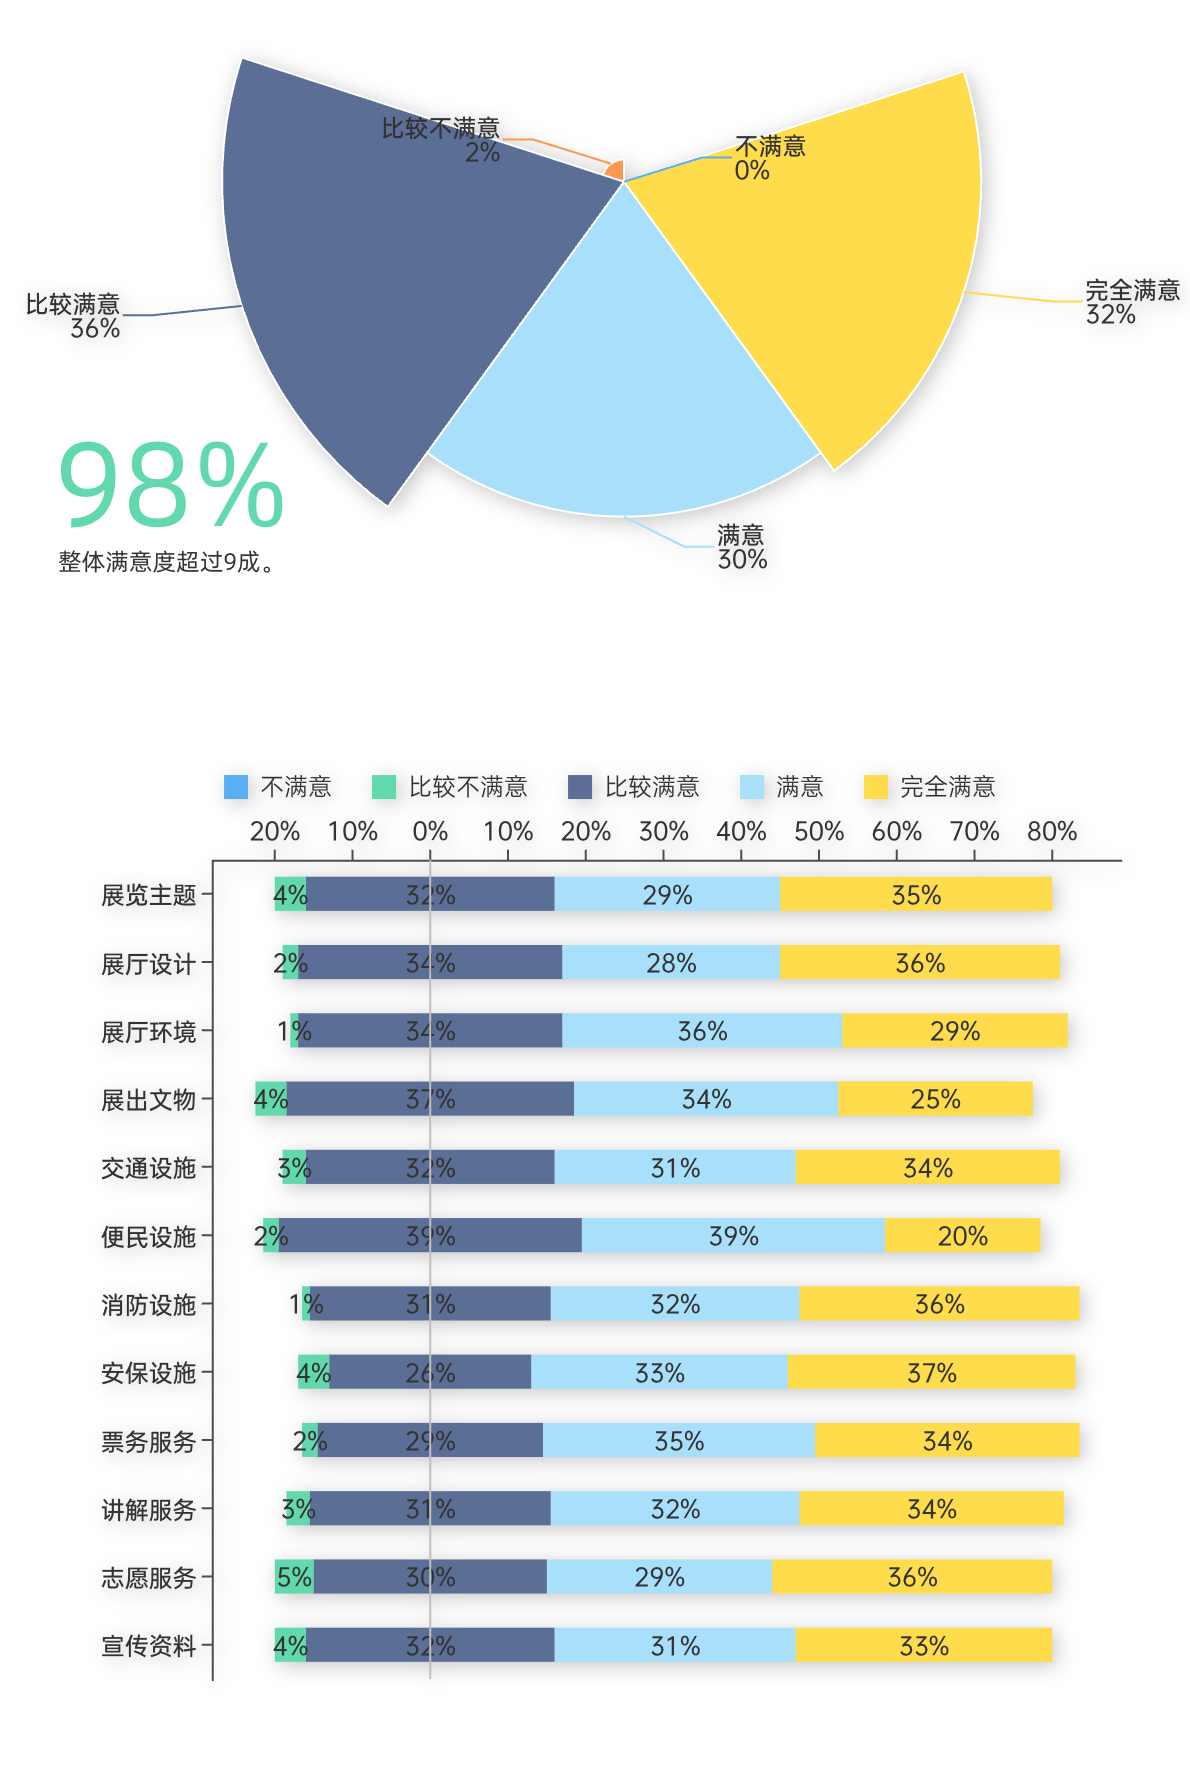 比较不满意
2%
不满意
0%
比较满意
36%
完全满意
32%
98%
整体满意度超过9成。
满意
30%
不满意 比较不满意 比较满意 满意 完全满意
20% 10% 0% 10% 20% 30% 40% 50% 60% 70% 80%
展览主题 4% 32% 29% 35%
展厅设计 2% 34% 28% 36%
展厅环境 1% 34% 36% 29%
展出文物 4% 37% 34% 25%
交通设施 3% 32% 31% 34%
便民设施 2% 39% 39% 20%
消防设施 1% 31% 32% 36%
安保设施 4% 26% 33% 37%
票务服务 2% 29% 35% 34%
讲解服务 3% 31% 32% 34%
志愿服务 5% 30% 29% 36%
宣传资料 4% 32% 31% 33%